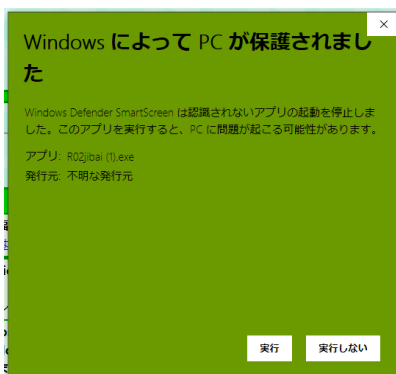 Windows によって PC が保護されまし
た
Windows Defender SmartScreen は認識されないアプリの起動を停止しま
した。このアプリを実行すると、PC に問題が起こる可能性があります。
アプリ: R02jibai (1).exe
発行元: 不明な発行元
実行 実行しない